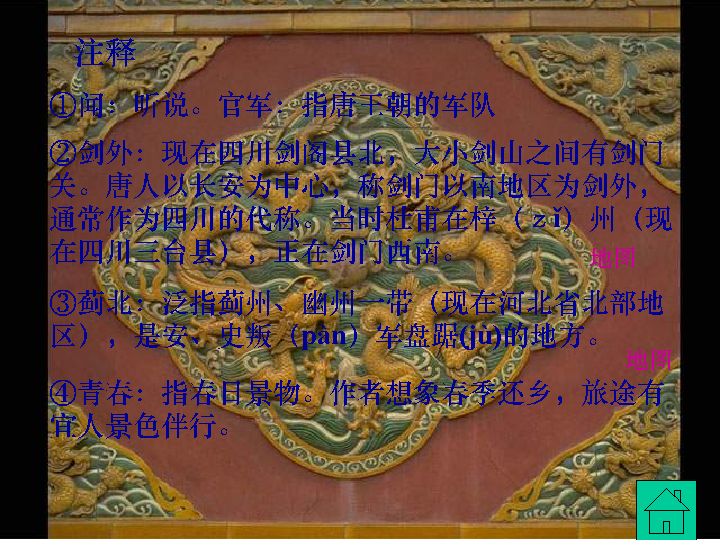 注释
①闻：听说。官军：指唐王朝的军队
②剑外：现在四川剑阁县北，大小剑山之间有剑门
关。唐人以长安为中心，称剑门以南地区为剑外，
通常作为四川的代称。当时杜甫在梓（zǐ）州（现
在四川三台县），正在剑门西南。
地图
③蓟北：泛指蓟州、幽州一带（现在河北省北部地
区），是安、史叛（pàn）军盘踞(jù)的地方。
地图
④青春：指春日景物。作者想象春季还乡，旅途有
宜人景色伴行。